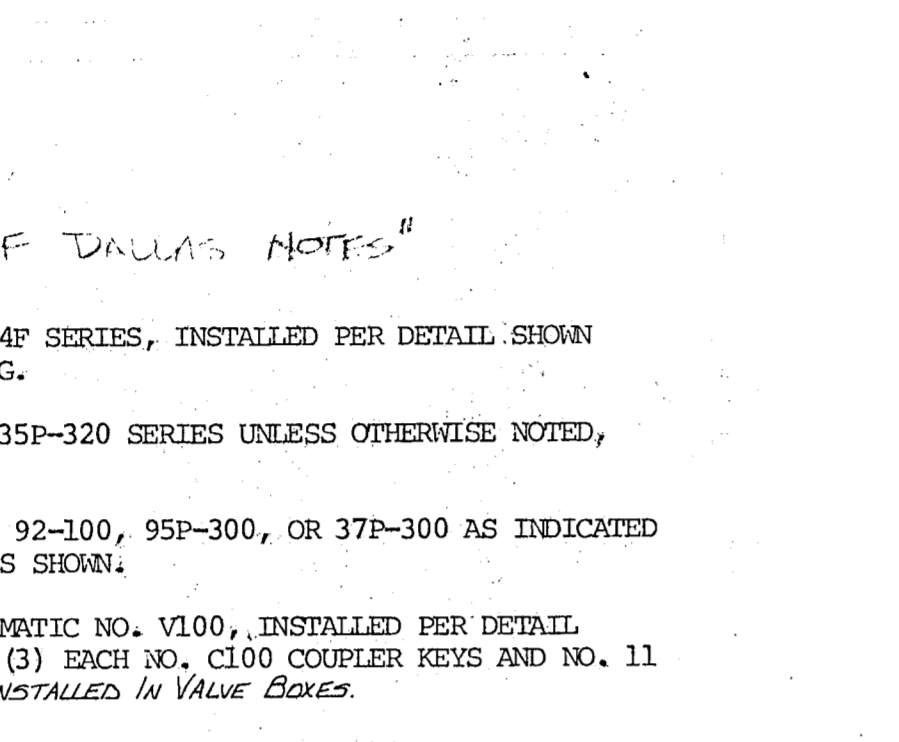 F DALLAS NOTES"
4F SERIES, INSTALLED PER DETAIL SHOWN
G.
35P-320 SERIES UNLESS OTHERWISE NOTED,
92-100, 95P-300, OR 37P-300 AS INDICATED
S SHOWN.
MATIC NO. V100, INSTALLED PER DETAIL
(3) EACH NO. C100 COUPLER KEYS AND NO. 11
NSTALLED IN VALVE BOXES.